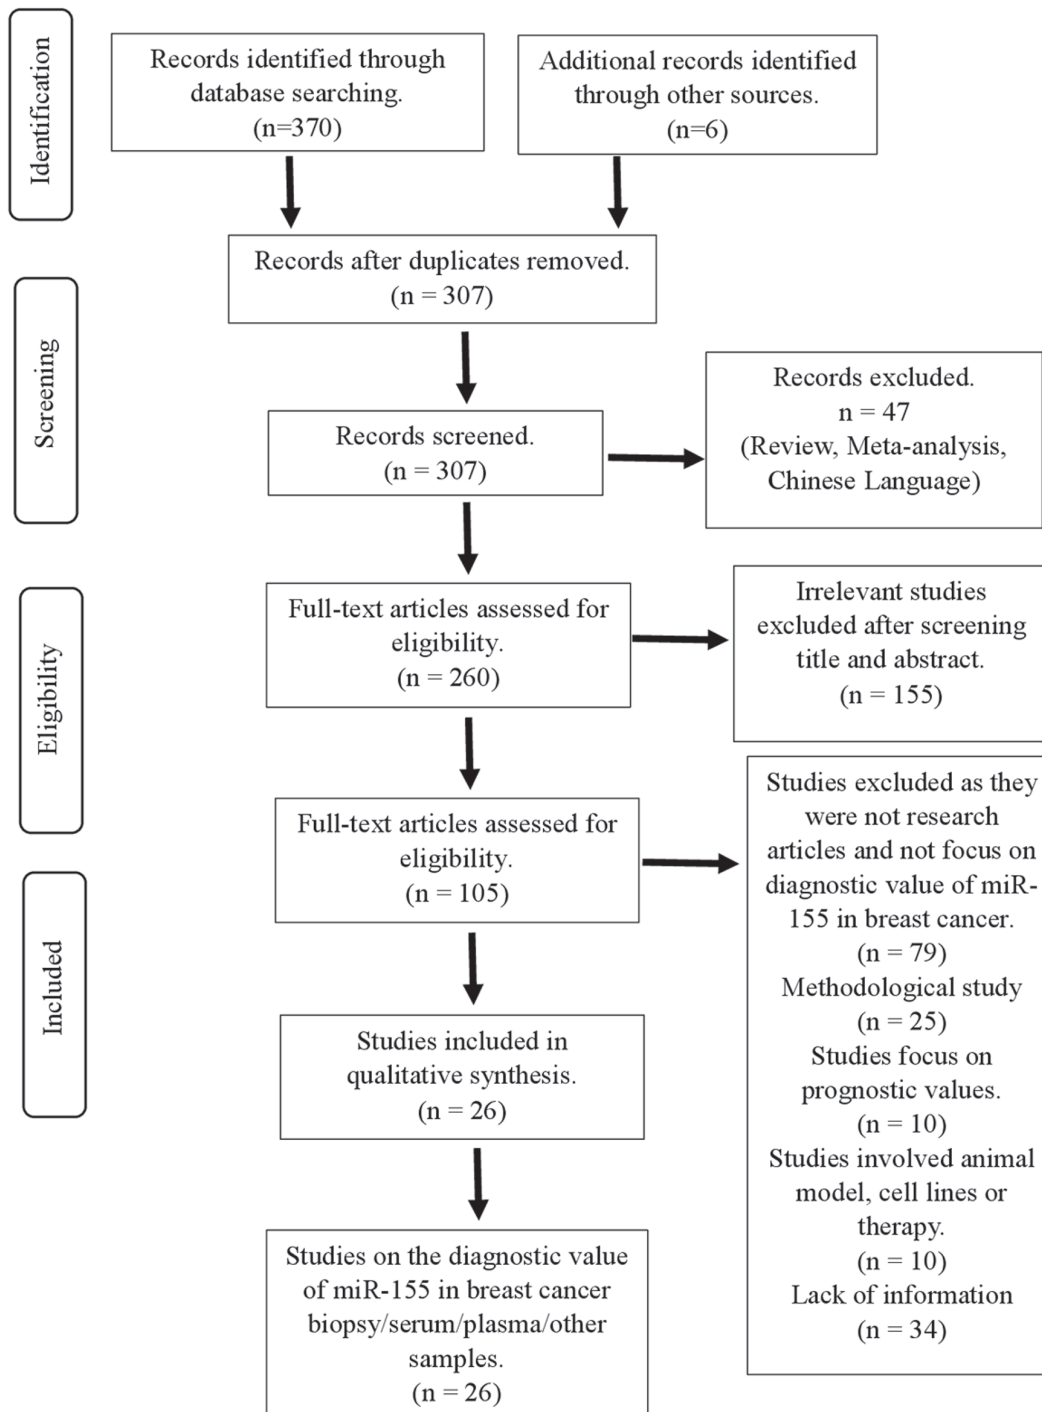 Identification
Records identified through
database searching.
(n=370)
Additional records identified
through other sources.
(n=6)
Records after duplicates removed.
(n = 307)
Screening
Records screened.
(n = 307)
Records excluded.
n = 47
(Review, Meta-analysis,
Chinese Language)
Eligibility
Full-text articles assessed for
eligibility.
(n = 260)
Irrelevant studies
excluded after screening
title and abstract.
(n = 155)
Full-text articles assessed for
eligibility.
(n = 105)
Studies excluded as they
were not research
articles and not focus on
diagnostic value of miR-
155 in breast cancer.
(n = 79)
Methodological study
(n = 25)
Studies focus on
prognostic values.
(n = 10)
Studies involved animal
model, cell lines or
therapy.
(n = 10)
Lack of information
(n = 34)
Included
Studies included in
qualitative synthesis.
(n = 26)
Studies on the diagnostic value
of miR-155 in breast cancer
biopsy/serum/plasma/other
samples.
(n = 26)